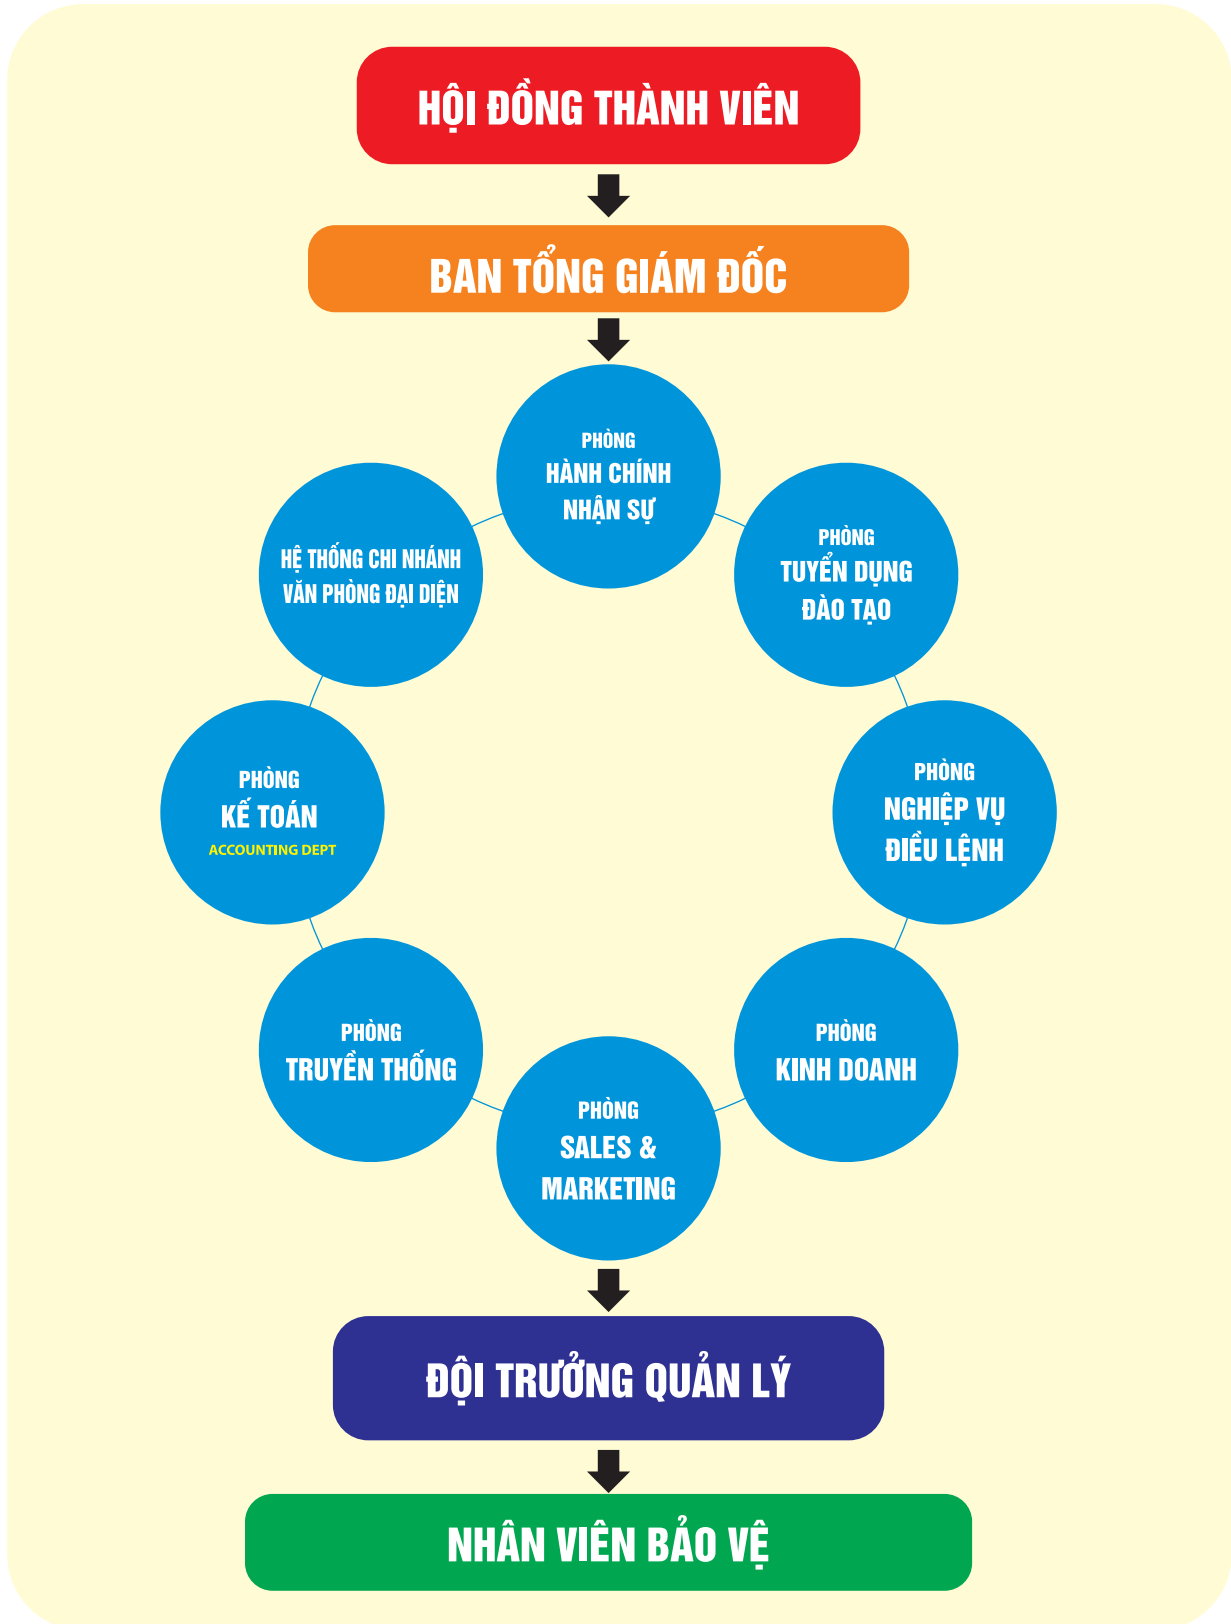 HỘI ĐỒNG THÀNH VIÊN
BAN TỔNG GIÁM ĐỐC
PHÒNG
HÀNH CHÍNH
NHẬN SỰ
PHÒNG
TUYỂN DỤNG
ĐÀO TẠO
PHÒNG
NGHIỆP VỤ
ĐIỀU LỆNH
PHÒNG
KINH DOANH
PHÒNG
SALES &
MARKETING
PHÒNG
TRUYỀN THỐNG
PHÒNG
KẾ TOÁN
ACCOUNTING DEPT
HỆ THỐNG CHI NHÁNH
VĂN PHÒNG ĐẠI DIỆN
ĐỘI TRƯỞNG QUẢN LÝ
NHÂN VIÊN BẢO VỆ